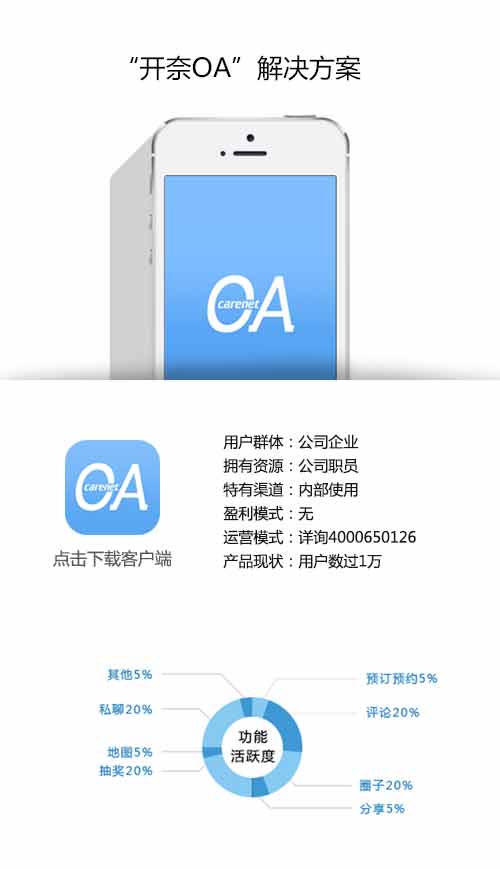 “开奈OA”解决方案
OA
carenet
OA
carenet
点击下载客户端
用户群体：公司企业
拥有资源：公司职员
特有渠道：内部使用
盈利模式：无
运营模式：详询4000650126
产品现状：用户数过1万
其他5%
预订预约5%
私聊20%
评论20%
功能
活跃度
地图5%
抽奖20%
圈子20%
分享5%